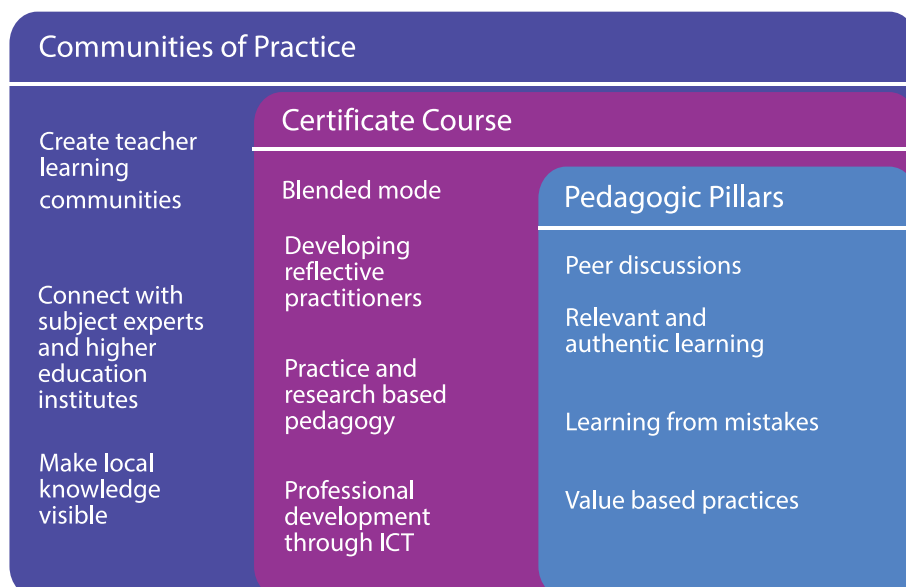 Communities of Practice
Create teacher
learning
communities
Connect with
subject experts
and higher
education
institutes
Make local
knowledge
visible
Certificate Course
Blended mode
Developing
reflective
practitioners
Practice and
research based
pedagogy
Professional
development
through ICT
Pedagogic Pillars
Peer discussions
Relevant and
authentic learning
Learning from mistakes
Value based practices